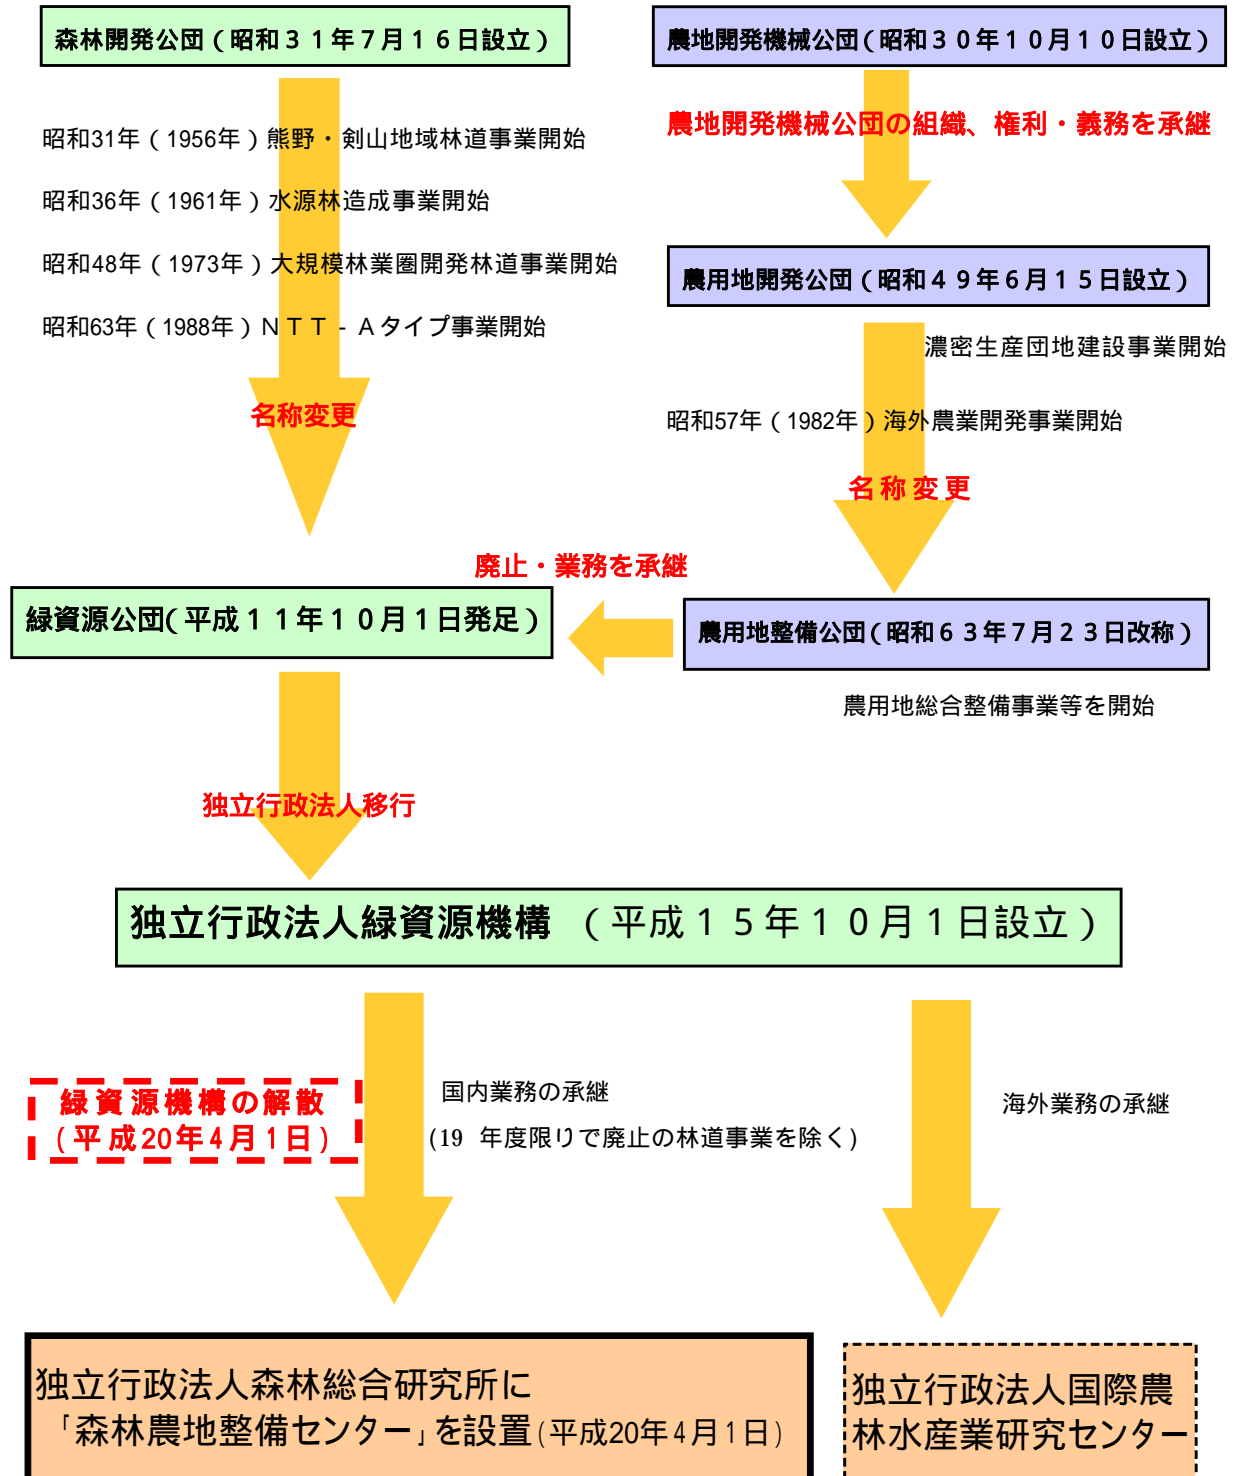 森林開発公団（昭和３１年７月１６日設立）
昭和31年（1956年）熊野・剣山地域林道事業開始
昭和36年（1961年）水源林造成事業開始
昭和48年（1973年）大規模林業圏開発林道事業開始
昭和63年（1988年）ＮＴＴ‐Ａタイプ事業開始
名称変更
農地開発機械公団（昭和３０年１０月１０日設立）
農地開発機械公団の組織、権利・義務を承継
農用地開発公団（昭和４９年６月１５日設立）
濃密生産団地建設事業開始
昭和57年（1982年）海外農業開発事業開始
名称変更
廃止・業務を承継
緑資源公団（平成１１年１０月１日発足）
農用地整備公団（昭和６３年７月２３日改称）
農用地総合整備事業等を開始
独立行政法人移行
独立行政法人緑資源機構　（平成１５年１０月１日設立）
緑資源機構の解散
(平成20年4月1日)
国内業務の承継
(19 年度限りで廃止の林道事業を除く)
海外業務の承継
独立行政法人森林総合研究所に
「森林農地整備センター」を設置(平成20年4月1日)
独立行政法人国際農
林水産業研究センター